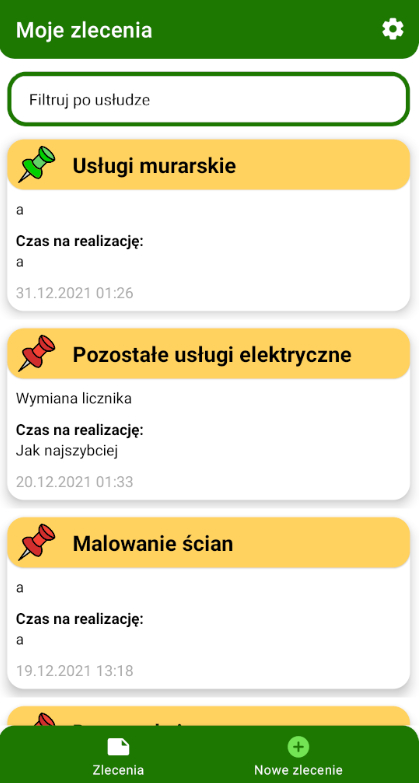 Moje zlecenia
Filtruj po usłudze
Usługi murarskie
a
Czas na realizację:
a
31.12.2021 01:26
Pozostałe usługi elektryczne
Wymiana licznika
Czas na realizację:
Jak najszybciej
20.12.2021 01:33
Malowanie ścian
a
Czas na realizację:
a
19.12.2021 13:18
Zlecenia
Nowe zlecenie